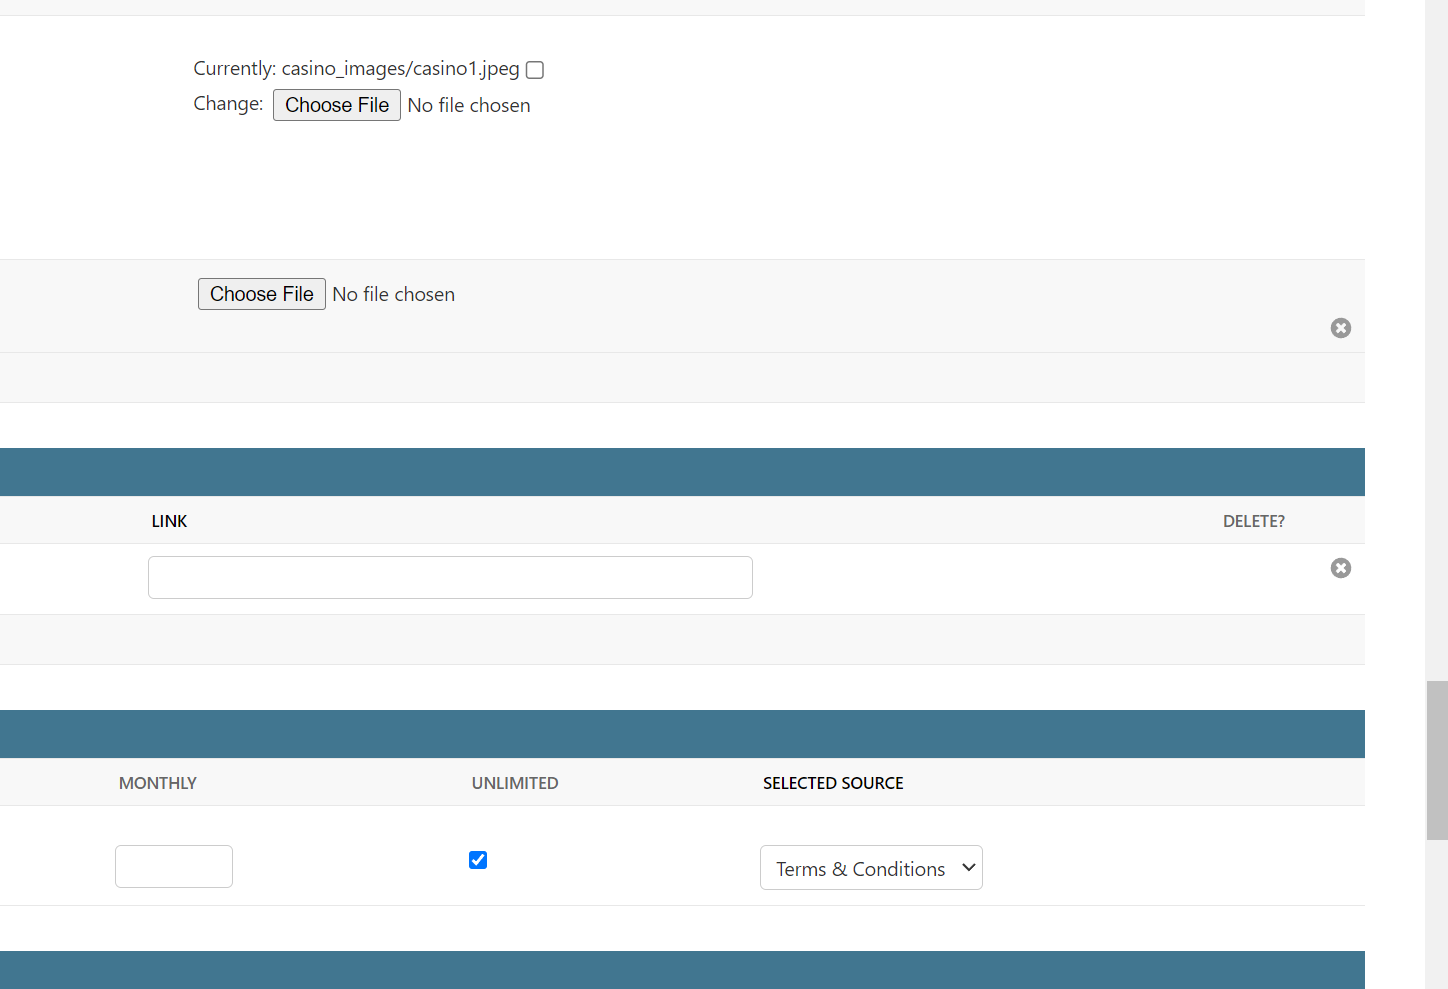 Currently: casino_images/casino1.jpeg
Change: Choose File No file chosen
Choose File No file chosen
LINK DELETE?
MONTHLY UNLIMITED SELECTED SOURCE
Terms & Conditions